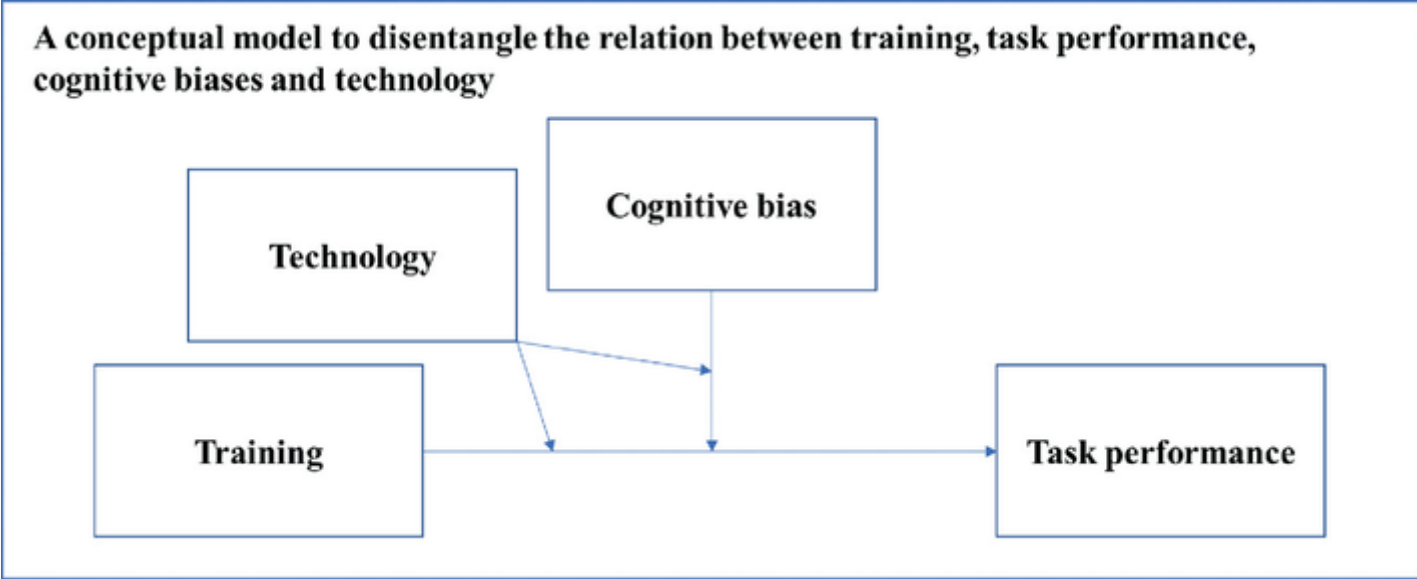 A conceptual model to disentangle the relation between training, task performance,
cognitive biases and technology
Cognitive bias
Technology
Training
Task performance